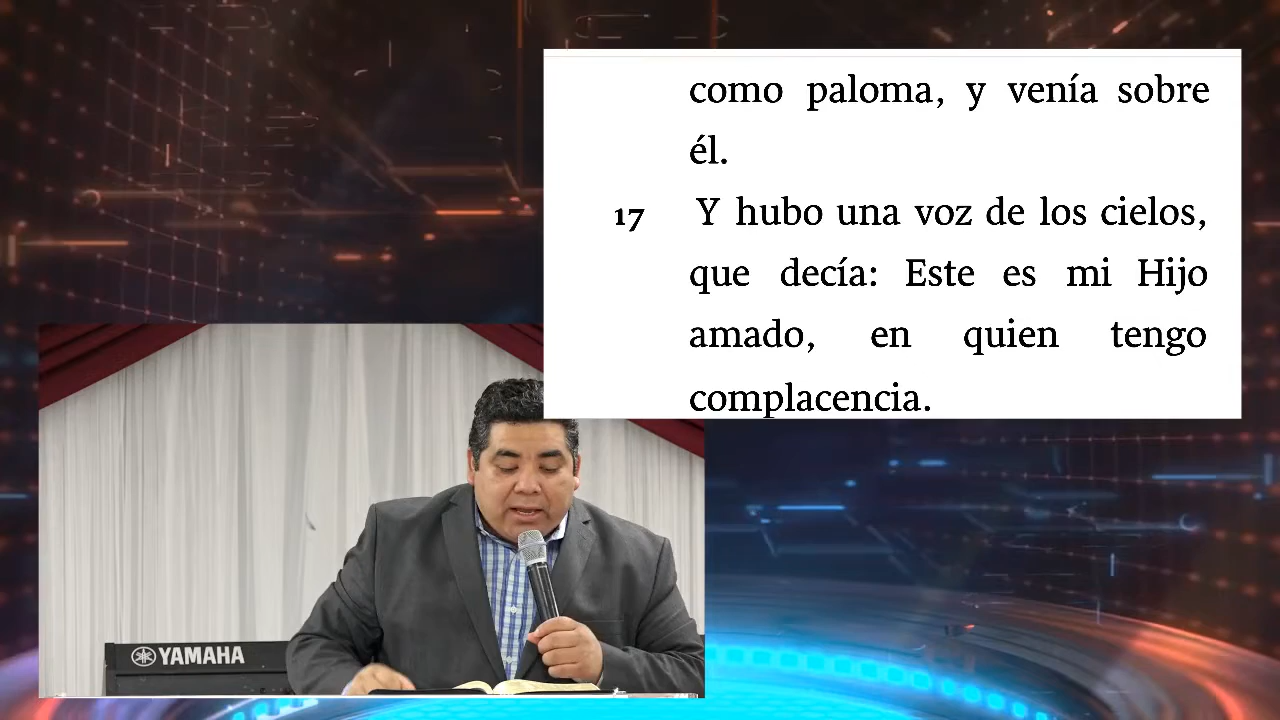 como paloma, y venía sobre
él.
17 Y hubo una voz de los cielos,
que decía: Este es mi Hijo
amado, en quien tengo
complacencia.
YAMAHA